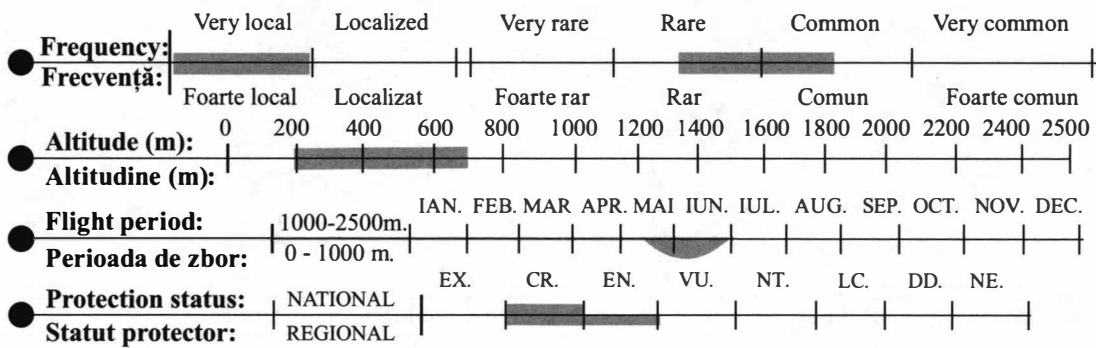 Very local Localized Very rare Rare Common Very common
Frequency:
Frecvență:
Foarte local Localizat Foarte rar Rar Comun Foarte comun
0 200 400 600 800 1000 1200 1400 1600 1800 2000 2200 2400 2500
Altitude (m):
Altitudine (m):
IAN. FEB. MAR APR. MAI IUN. IUL. AUG. SEP. OCT. NOV. DEC.
Flight period: 1000-2500m.
Perioada de zbor: 0 - 1000 m.
EX. CR. EN. VU. NT. LC. DD. NE.
Protection status: NATIONAL
Statut protector: REGIONAL